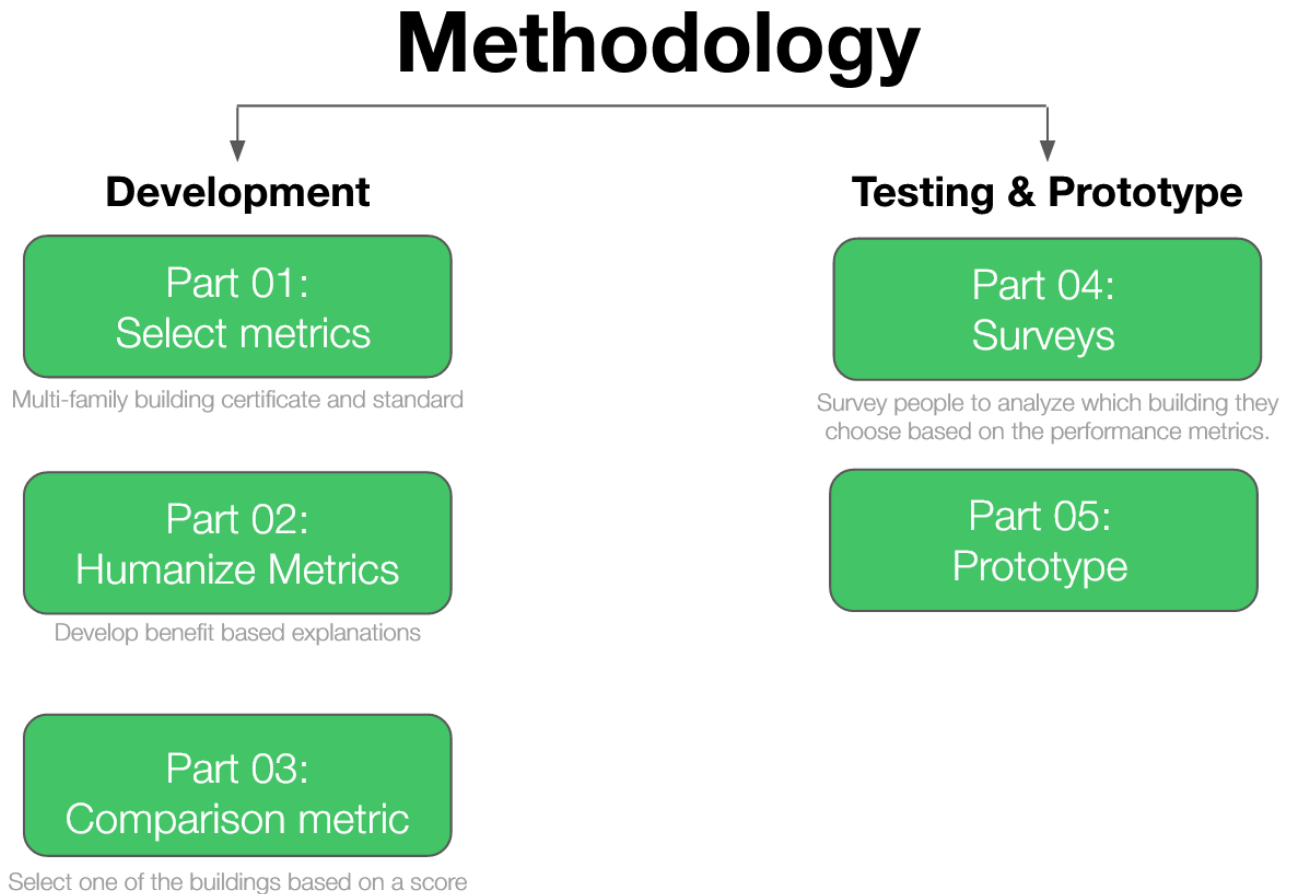 Methodology
Development
Part 01:
Select metrics
Multi-family building certificate and standard
Part 02:
Humanize Metrics
Develop benefit based explanations
Part 03:
Comparison metric
Select one of the buildings based on a score
Testing & Prototype
Part 04:
Surveys
Survey people to analyze which building they
choose based on the performance metrics.
Part 05:
Prototype